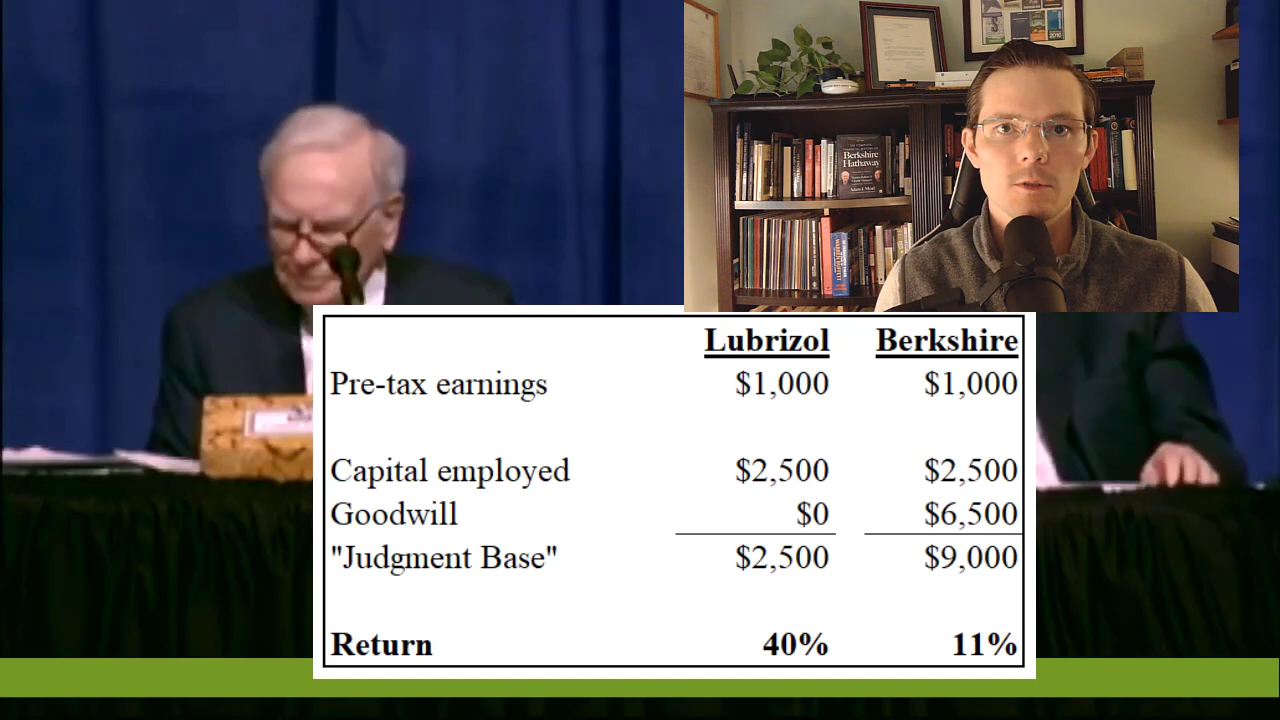 2016
Berkshire
Hathaway
Lubrizol Berkshire
Pre-tax earnings $1,000 $1,000
Capital employed $2,500 $2,500
Goodwill $0 $6,500
"Judgment Base" $2,500 $9,000
Return 40% 11%